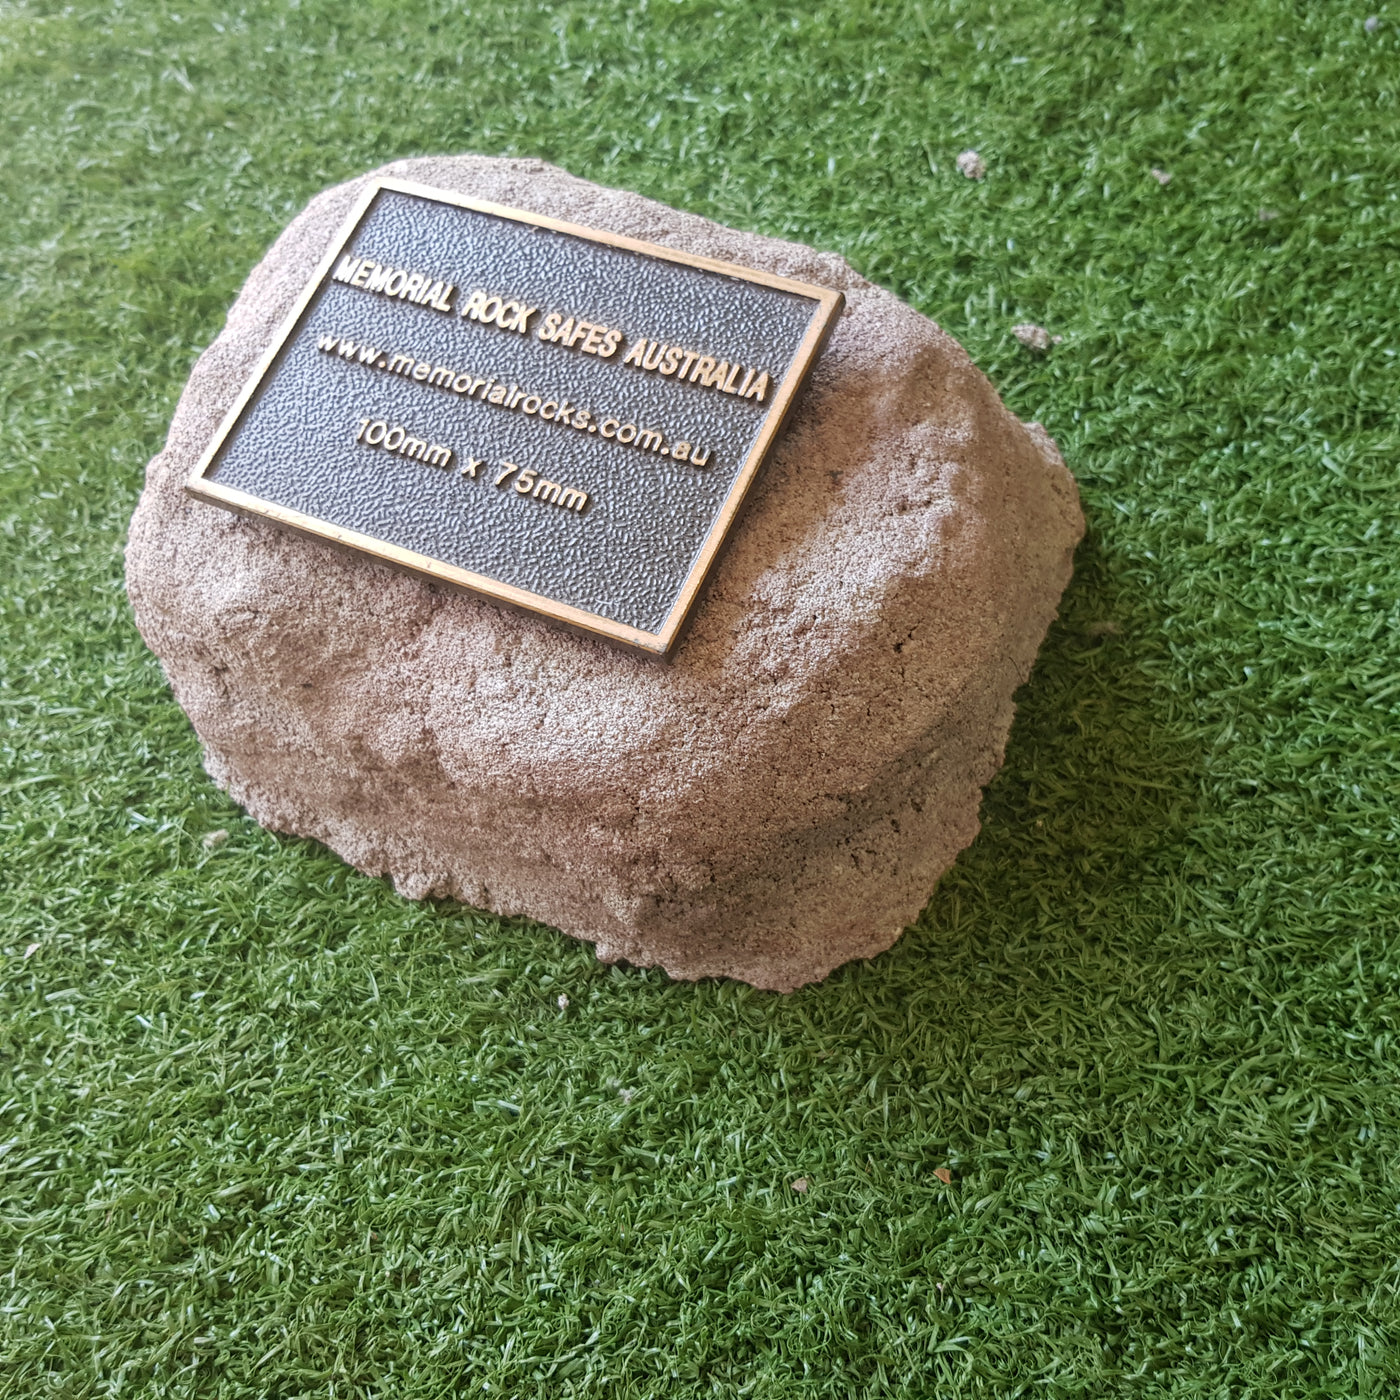 MEMORIAL ROCK SAFES AUSTRALIA
www.memorialrocks.com.au
100mm x 75mm